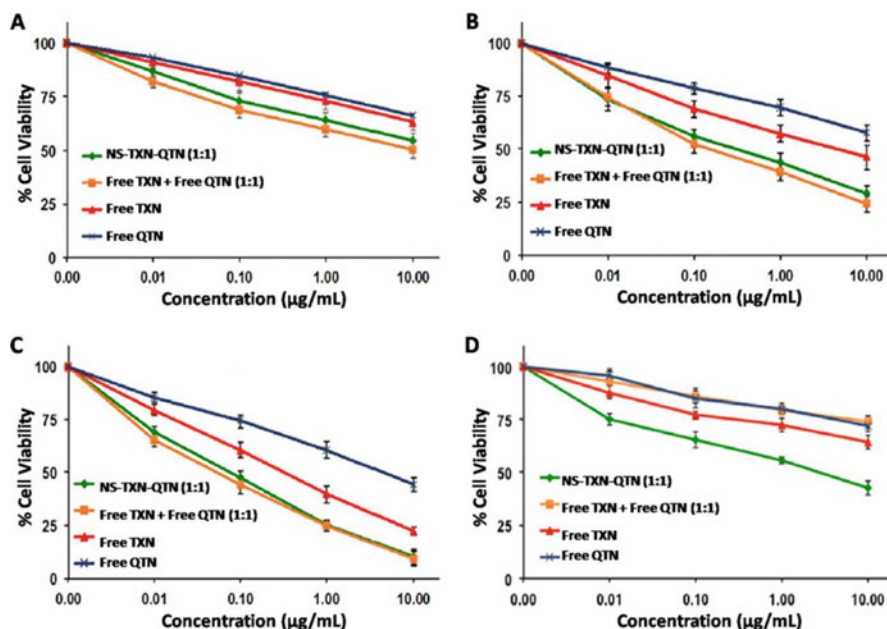 A
% Cell Viability
100
75
50
25
0
NS-TXN-QTN (1:1)
Free TXN + Free QTN (1:1)
Free TXN
Free QTN
0.00 0.01 0.10 1.00 10.00
Concentration (µg/mL)
B
% Cell Viability
100
75
50
25
0
NS-TXN-QTN (1:1)
Free TXN + Free QTN (1:1)
Free TXN
Free QTN
0.00 0.01 0.10 1.00 10.00
Concentration (µg/mL)
C
% Cell Viability
100
75
50
25
0
NS-TXN-QTN (1:1)
Free TXN + Free QTN (1:1)
Free TXN
Free QTN
0.00 0.01 0.10 1.00 10.00
Concentration (µg/mL)
D
% Cell Viability
100
75
50
25
0
NS-TXN-QTN (1:1)
Free TXN + Free QTN (1:1)
Free TXN
Free QTN
0.00 0.01 0.10 1.00 10.00
Concentration (µg/mL)